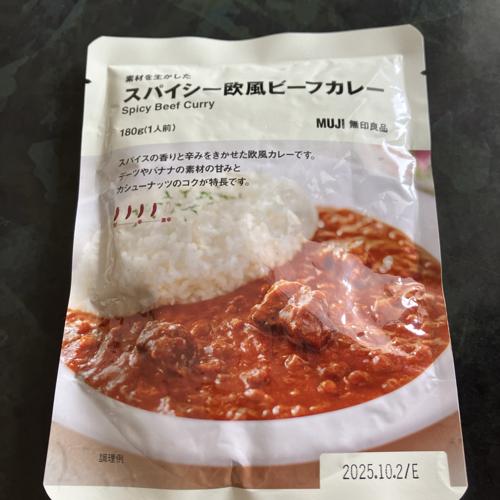 素材を生かした
スパイシー欧風ビーフカレー
Spicy Beef Curry
180g(1人前)
MUJI 無印良品
スパイスの香りと辛みをきかせた欧風カレーです。
デーツやバナナの素材の甘みと
カシューナッツのコクが特長です。
調理例
2025.10.2/E